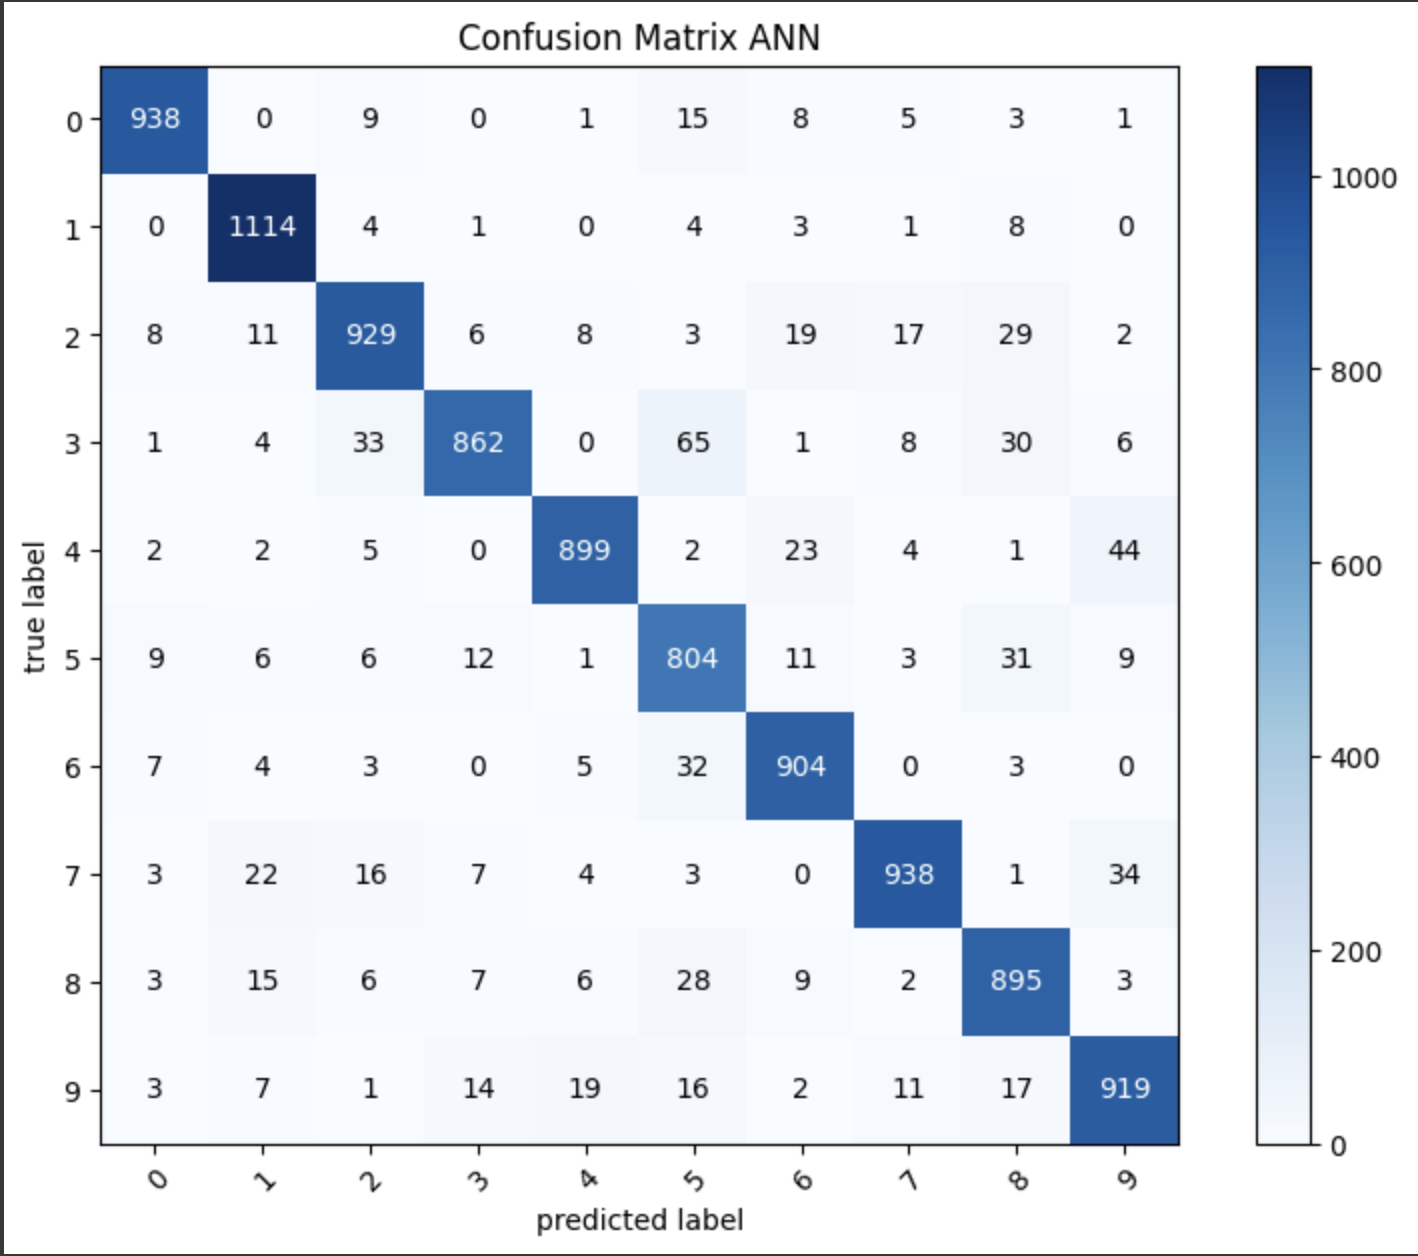 Confusion Matrix ANN
0 938 0 9 0 1 15 8 5 3 1
1 0 1114 4 1 0 4 3 1 8 0
2 8 11 929 6 8 3 19 17 29 2
3 1 4 33 862 0 65 1 8 30 6
4 2 2 5 0 899 2 23 4 1 44
5 9 6 6 12 1 804 11 3 31 9
6 7 4 3 0 5 32 904 0 3 0
7 3 22 16 7 4 3 0 938 1 34
8 3 15 6 7 6 28 9 2 895 3
9 3 7 1 14 19 16 2 11 17 919
0 1 2 3 4 5 6 7 8 9
predicted label
true label
1000
800
600
400
200
0